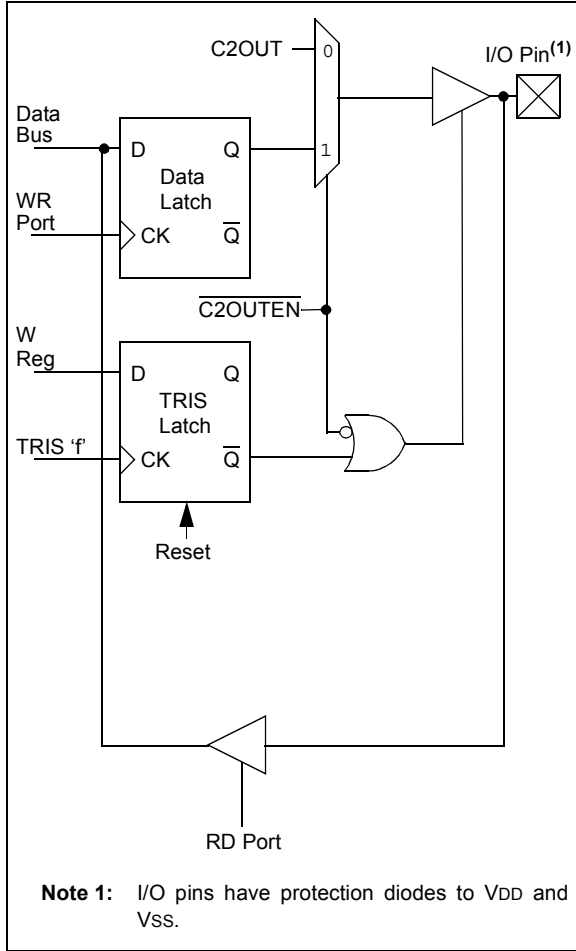 C2OUT
0
I/O Pin(1)
Data
Bus
D
Q
1
Data
Latch
WR
Port
CK
Q̅
C̅2̅O̅U̅T̅E̅N̅
W
Reg
D
Q
TRIS
Latch
TRIS ‘f’
CK
Q̅
Reset
RD Port
Note 1: I/O pins have protection diodes to VDD and
VSS.